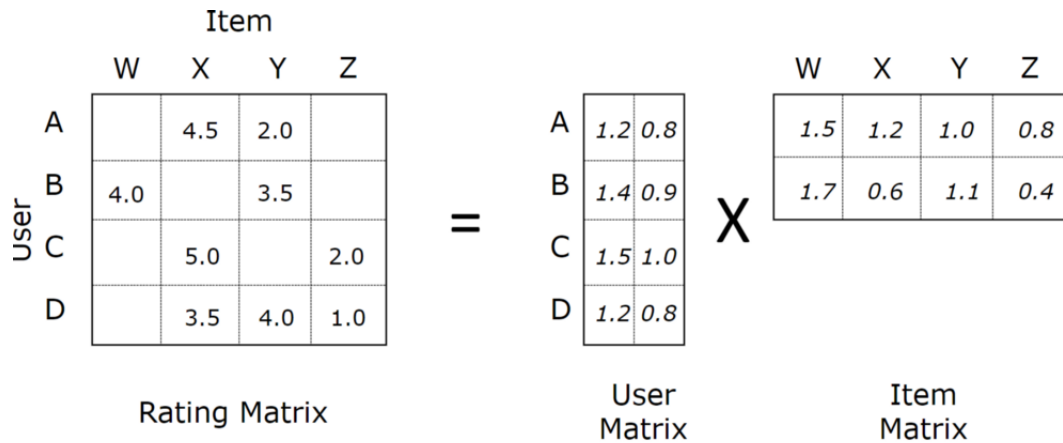 Item
W X Y Z W X Y Z
A 4.5 2.0 A 1.2 0.8 1.5 1.2 1.0 0.8
User B 4.0 3.5 = B 1.4 0.9 X 1.7 0.6 1.1 0.4
C 5.0 2.0 C 1.5 1.0
D 3.5 4.0 1.0 D 1.2 0.8
Rating Matrix
User
Matrix
Item
Matrix